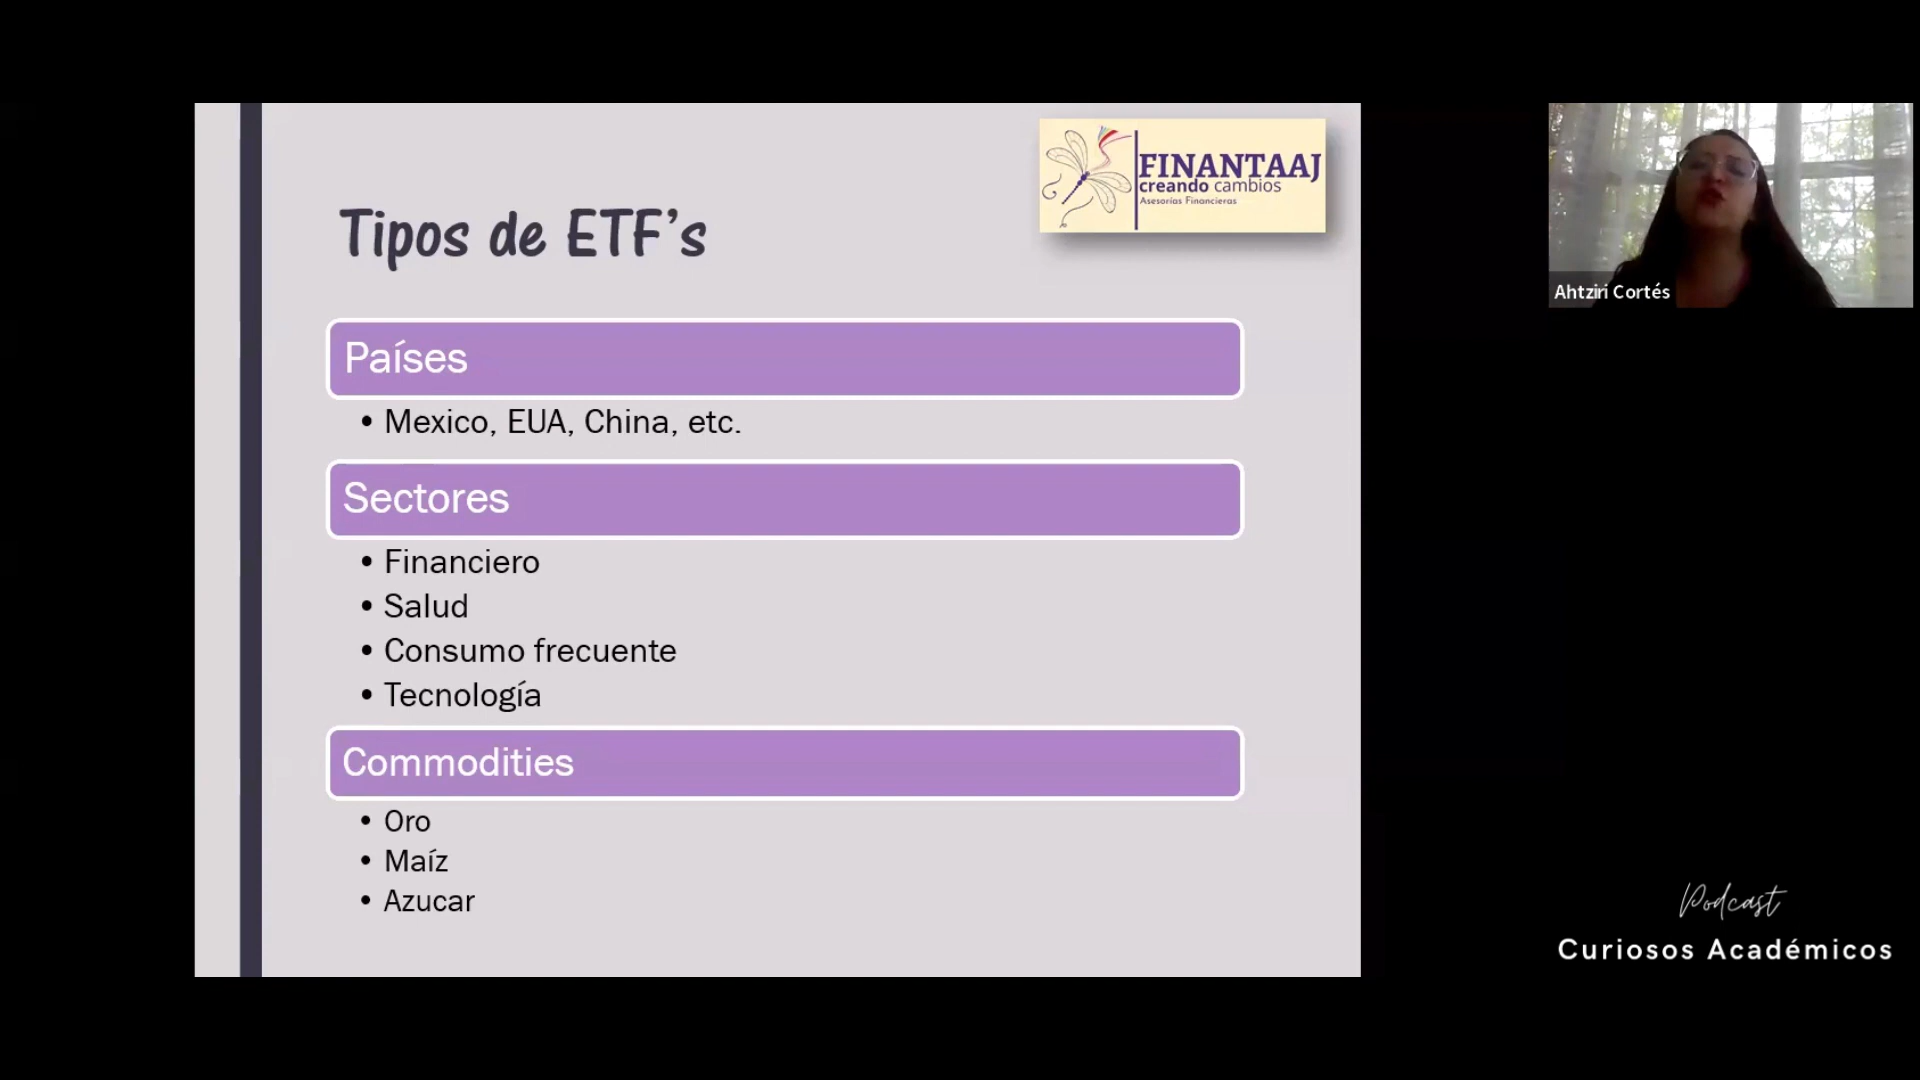 FINANTAAJ
creando cambios
Asesorías Financieras
Tipos de ETF's
Países
• Mexico, EUA, China, etc.
Sectores
• Financiero
• Salud
• Consumo frecuente
• Tecnología
Commodities
• Oro
• Maíz
• Azucar
Ahtziri Cortés
Podcast
Curiosos Académicos